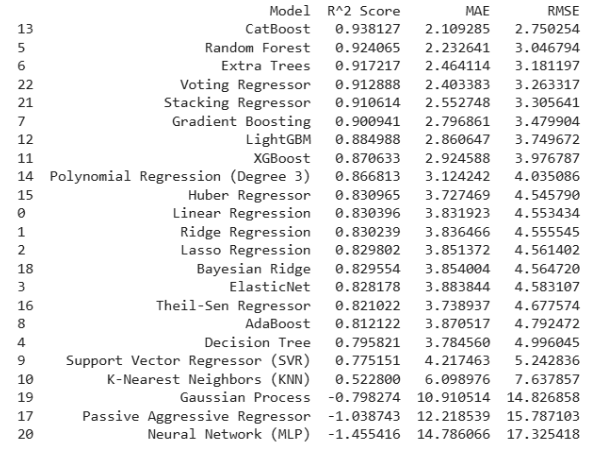 Model R^2 Score MAE RMSE
13 CatBoost 0.938127 2.109285 2.750254
5 Random Forest 0.924065 2.232641 3.046794
6 Extra Trees 0.917217 2.464114 3.181197
22 Voting Regressor 0.912888 2.403383 3.263317
21 Stacking Regressor 0.910614 2.552748 3.305641
7 Gradient Boosting 0.900941 2.796861 3.479904
12 LightGBM 0.884988 2.860647 3.749672
11 XGBoost 0.870633 2.924588 3.976787
14 Polynomial Regression (Degree 3) 0.866813 3.124242 4.035086
15 Huber Regressor 0.830965 3.727469 4.545790
0 Linear Regression 0.830396 3.831923 4.553434
1 Ridge Regression 0.830239 3.836466 4.555545
2 Lasso Regression 0.829802 3.851372 4.561402
18 Bayesian Ridge 0.829554 3.854004 4.564720
3 ElasticNet 0.828178 3.883844 4.583107
16 Theil-Sen Regressor 0.821022 3.738937 4.677574
8 AdaBoost 0.812122 3.870517 4.792472
4 Decision Tree 0.795821 3.784560 4.996045
9 Support Vector Regressor (SVR) 0.775151 4.217463 5.242836
10 K-Nearest Neighbors (KNN) 0.522800 6.098976 7.637857
19 Gaussian Process -0.798274 10.910514 14.826858
17 Passive Aggressive Regressor -1.038743 12.218539 15.787103
20 Neural Network (MLP) -1.455416 14.786066 17.325418